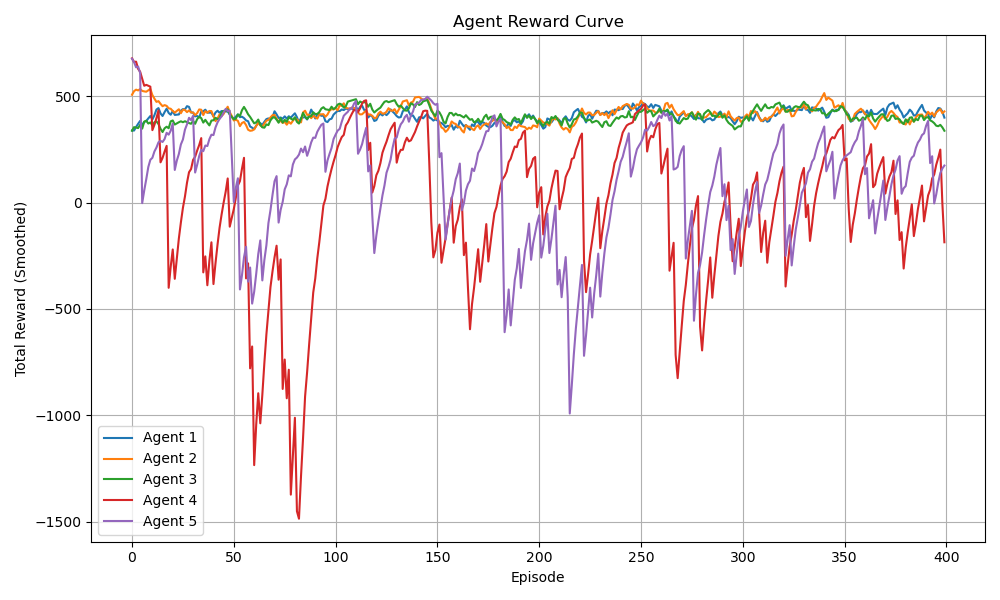 Agent Reward Curve
Total Reward (Smoothed)
500
0
−500
−1000
−1500
Agent 1
Agent 2
Agent 3
Agent 4
Agent 5
0 50 100 150 200 250 300 350 400
Episode